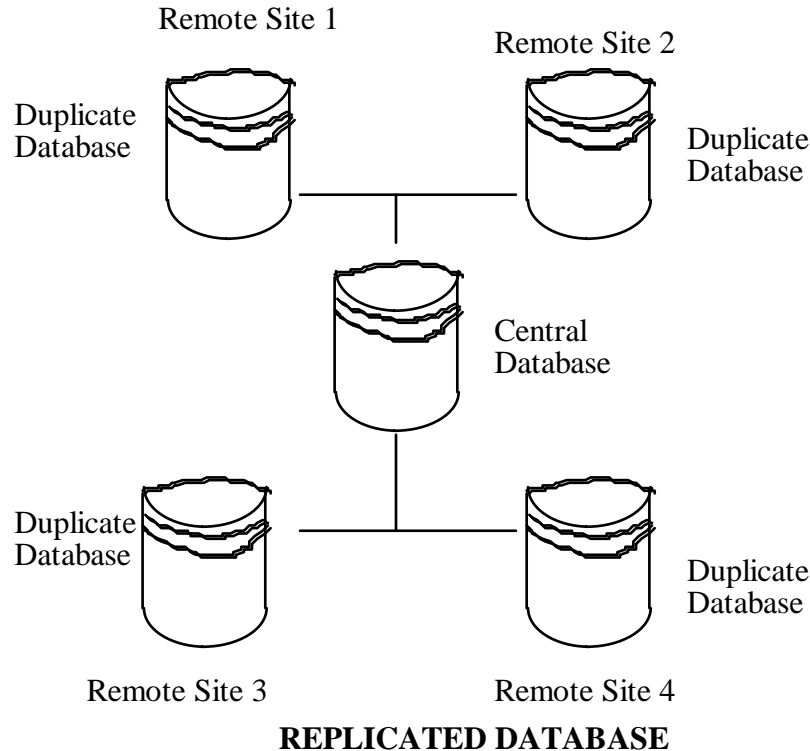 Remote Site 1
Remote Site 2
Duplicate
Database
Duplicate
Database
Central
Database
Duplicate
Database
Duplicate
Database
Remote Site 3
Remote Site 4
REPLICATED DATABASE